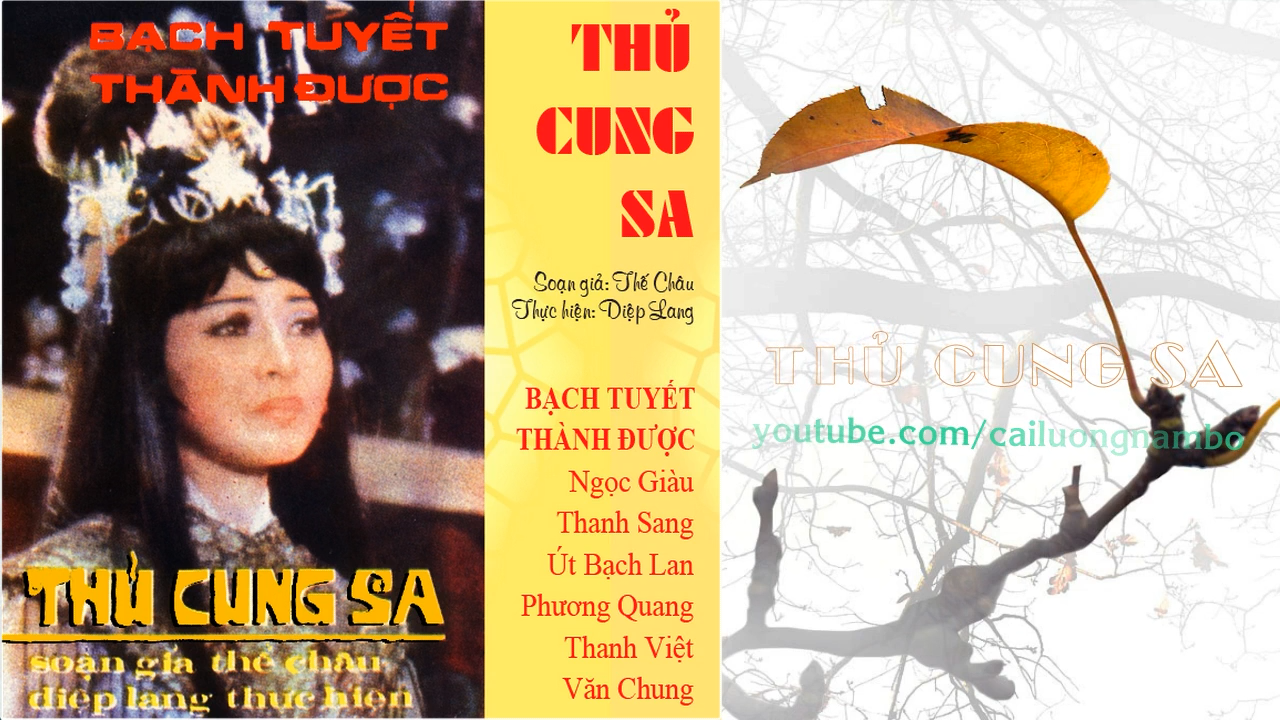 BẠCH TUYẾT
THÀNH ĐƯỢC
THỦ CUNG SA
soạn giả thế châu
diệp lang thực hiện
THỦ
CUNG
SA
Soạn giả: Thế Châu
Thực hiện: Diệp Lang
BẠCH TUYẾT
THÀNH ĐƯỢC
Ngọc Giàu
Thanh Sang
Út Bạch Lan
Phương Quang
Thanh Việt
Văn Chung
THỦ CUNG SA
youtube.com/cailuongnambo